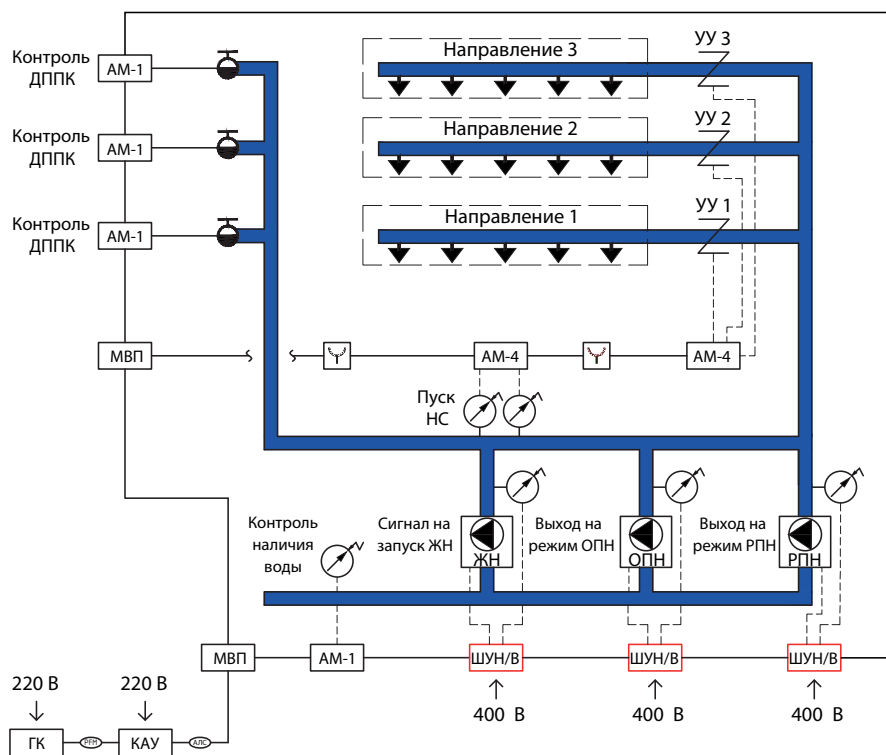 Контроль
ДППК
АМ-1
Направление 3
УУ 3
Контроль
ДППК
АМ-1
Направление 2
УУ 2
Контроль
ДППК
АМ-1
Направление 1
УУ 1
МВП
АМ-4
АМ-4
Пуск
НС
Контроль
наличия
воды
Сигнал на
запуск ЖН
ЖН
Выход на
режим ОПН
ОПН
Выход на
режим РПН
РПН
МВП
АМ-1
ШУН/В
ШУН/В
ШУН/В
220 В
220 В
400 В
400 В
400 В
ГК
PFM
КАУ
АЛС